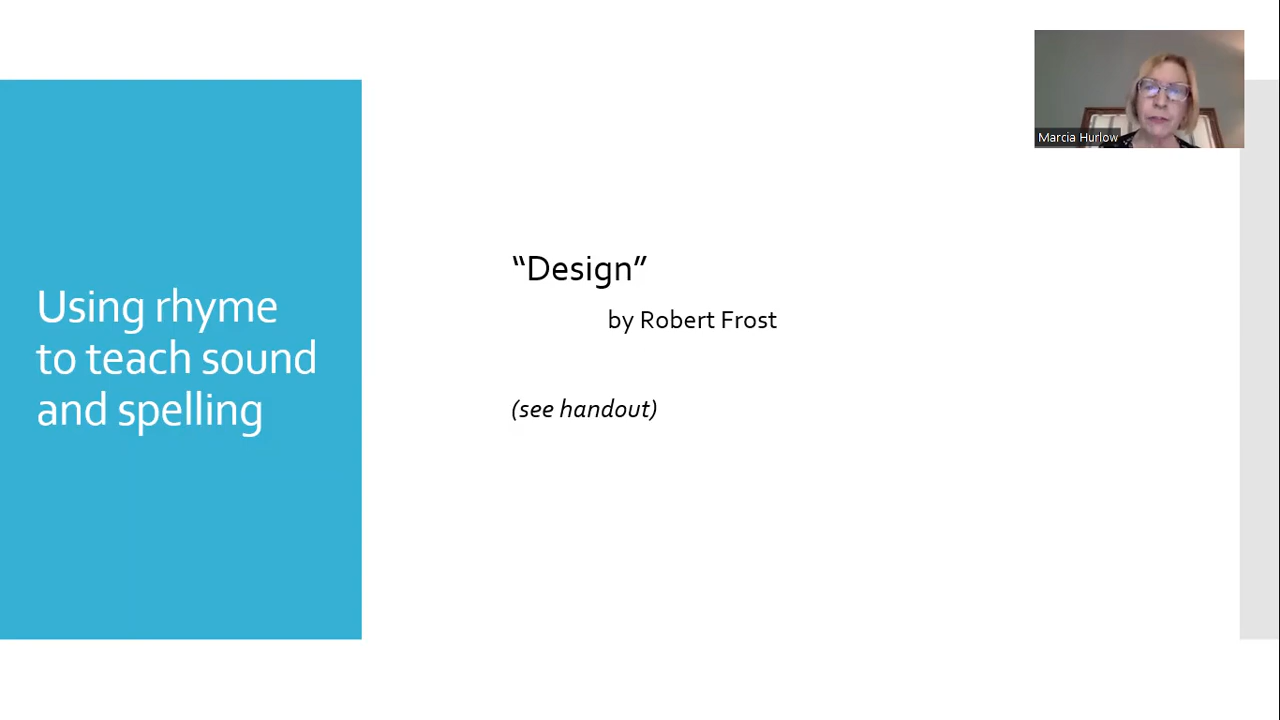 Using rhyme
to teach sound
and spelling
“Design”
by Robert Frost
(see handout)
Marcia Hurlow